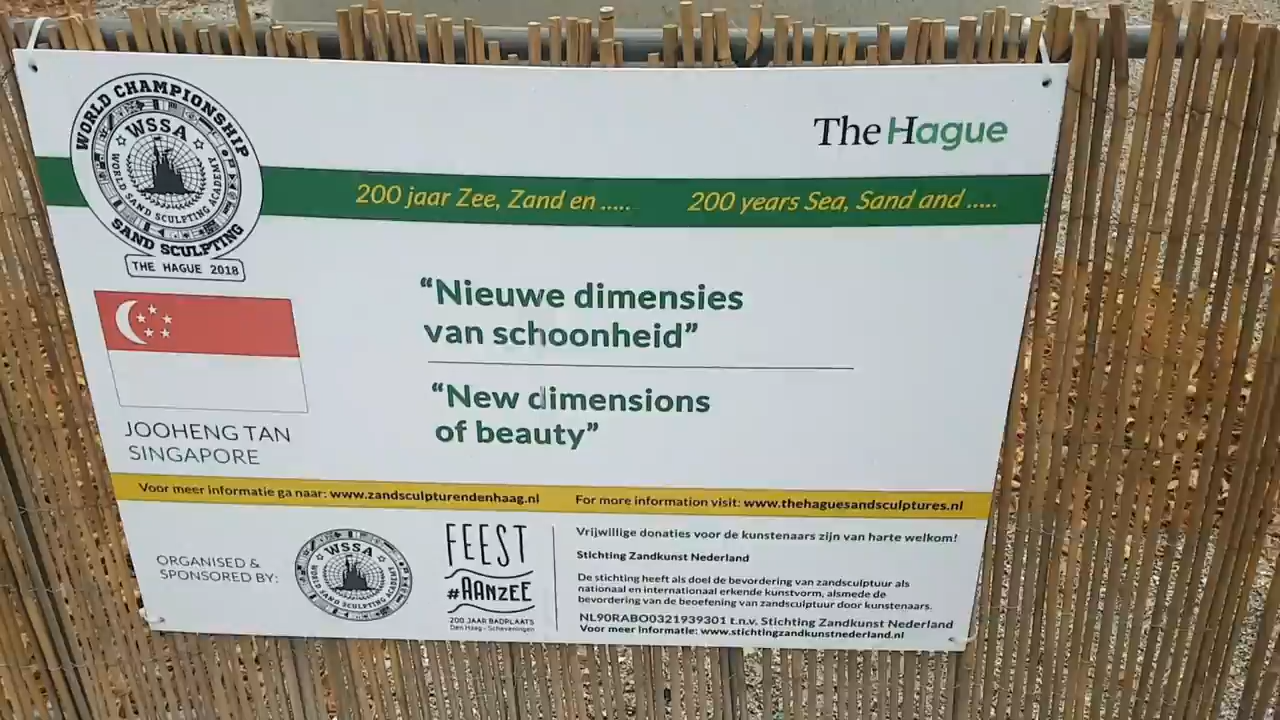 WORLD CHAMPIONSHIP
WSSA
WORLD SAND SCULPTING ACADEMY
SAND SCULPTING
THE HAGUE 2018
The Hague
200 jaar Zee, Zand en .....
200 years Sea, Sand and .....
“Nieuwe dimensies
van schoonheid”
“New dimensions
of beauty”
JOOHENG TAN
SINGAPORE
Voor meer informatie ga naar: www.zandsculpturendenhaag.nl
For more information visit: www.thehaguesandsculptures.nl
ORGANISED &
SPONSORED BY:
WSSA
WORLD SAND SCULPTING ACADEMY
FEEST
#AANZEE
200 JAAR BADPLAATS
Den Haag - Scheveningen
Vrijwillige donaties voor de kunstenaars zijn van harte welkom!
Stichting Zandkunst Nederland
De stichting heeft als doel de bevordering van zandsculptuur als
nationaal en internationaal erkende kunstvorm, alsmede de
bevordering van de beoefening van zandsculptuur door kunstenaars.
NL90RABO0321939301 t.n.v. Stichting Zandkunst Nederland
Voor meer informatie: www.stichtingzandkunstnederland.nl